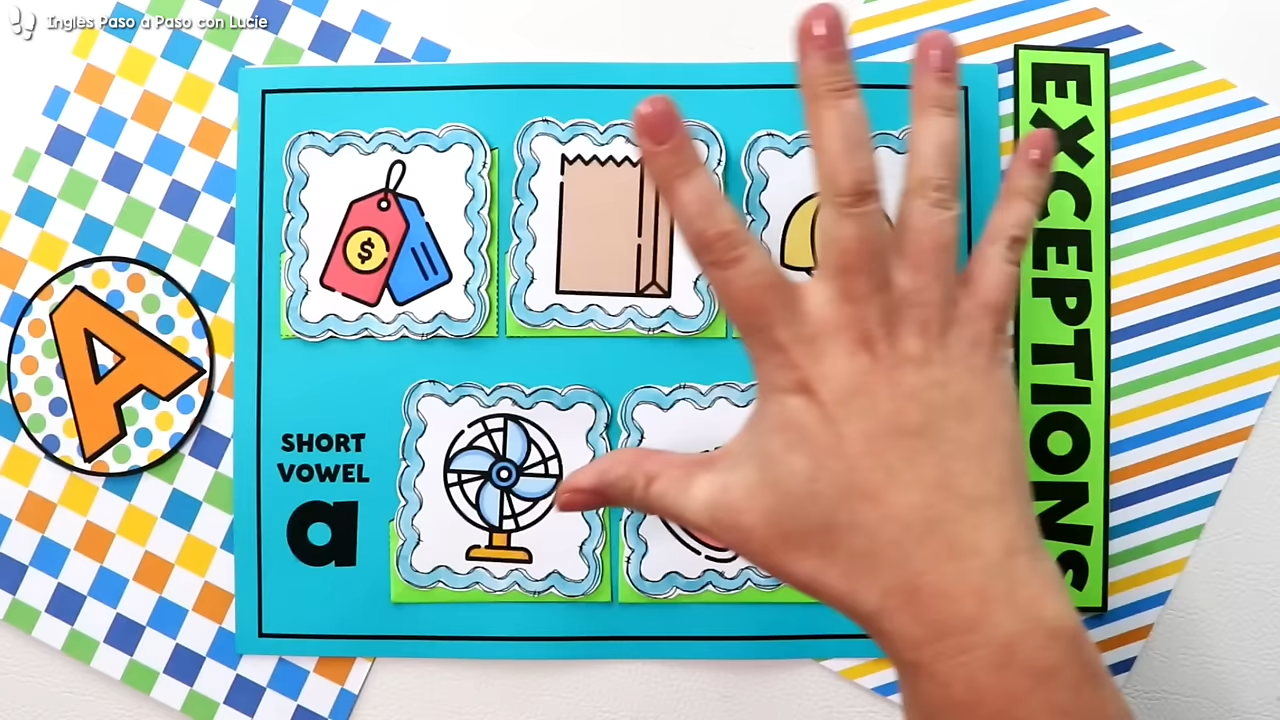 Inglés Paso a Paso con Lucie
EXCEPTIONS
A
$
SHORT
VOWEL
a